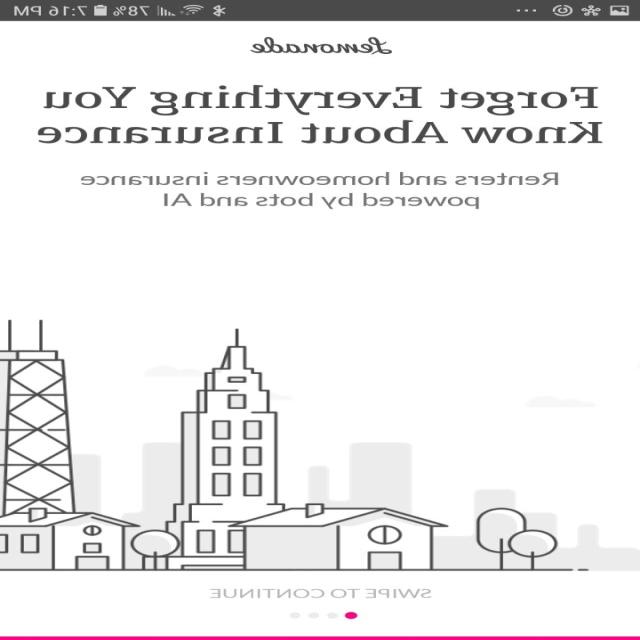 78% 7:16 PM
Lemonade
Forget Everything You
Know About Insurance
Renters and homeowners insurance
powered by bots and AI
SWIPE TO CONTINUE